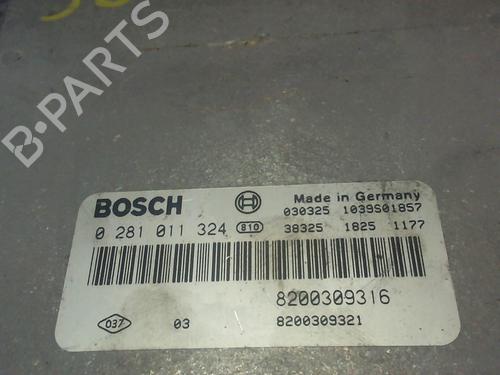 B-PARTS
BOSCH
Made in Germany
030325 1039S01857
0 281 011 324 810
38325 1825 1177
8200309316
037 03 8200309321